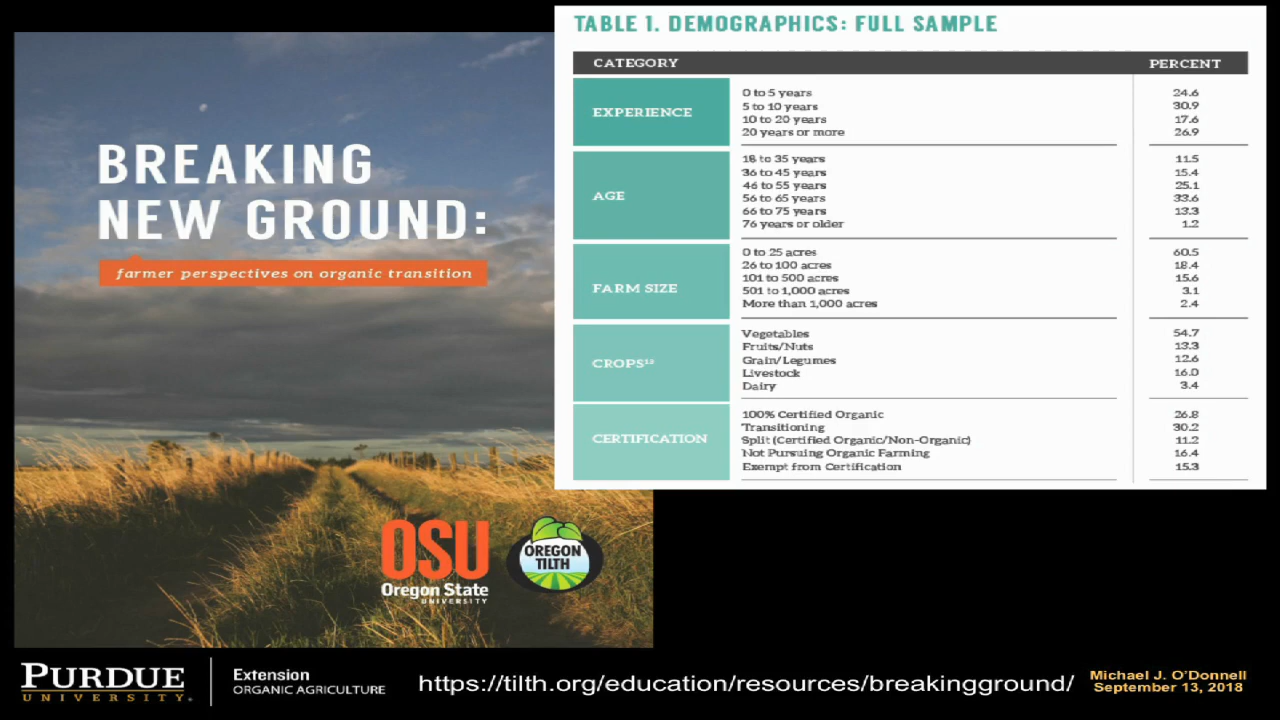 BREAKING
NEW GROUND:
farmer perspectives on organic transition
OSU
Oregon State
UNIVERSITY
OREGON
TILTH
TABLE 1. DEMOGRAPHICS: FULL SAMPLE
CATEGORY PERCENT
EXPERIENCE
0 to 5 years 24.6
5 to 10 years 30.9
10 to 20 years 17.6
20 years or more 26.9
AGE
18 to 35 years 11.5
36 to 45 years 15.4
46 to 55 years 25.1
56 to 65 years 33.6
66 to 75 years 13.3
76 years or older 1.2
FARM SIZE
0 to 25 acres 60.5
26 to 100 acres 18.4
101 to 500 acres 15.6
501 to 1,000 acres 3.1
More than 1,000 acres 2.4
CROPS¹²
Vegetables 54.7
Fruits/Nuts 13.3
Grain/Legumes 12.6
Livestock 16.0
Dairy 3.4
CERTIFICATION
100% Certified Organic 26.8
Transitioning 30.2
Split (Certified Organic/Non-Organic) 11.2
Not Pursuing Organic Farming 16.4
Exempt from Certification 15.3
PURDUE
UNIVERSITY.
Extension
ORGANIC AGRICULTURE
https://tilth.org/education/resources/breakingground/
Michael J. O'Donnell
September 13, 2018